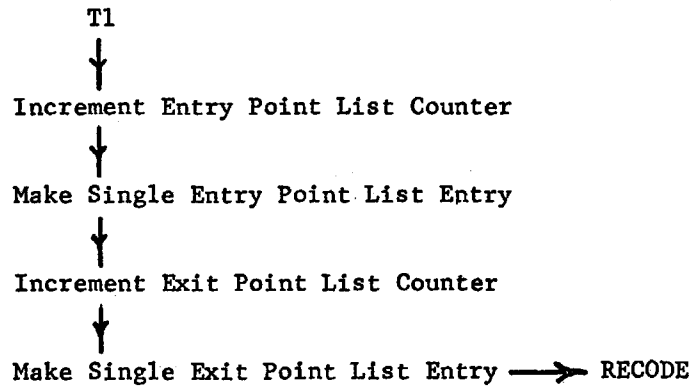 T1
Increment Entry Point List Counter
Make Single Entry Point List Entry
Increment Exit Point List Counter
Make Single Exit Point List Entry → RECODE